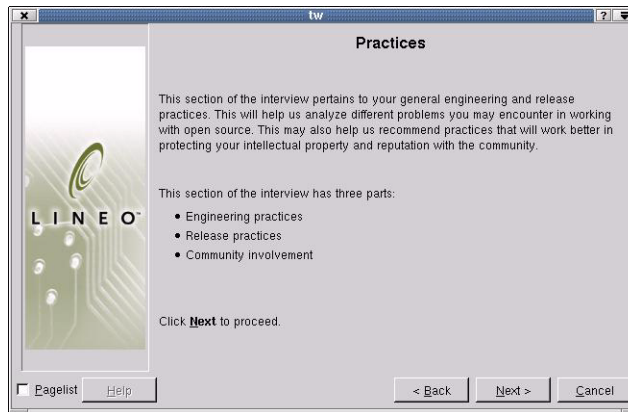 tw
Practices
This section of the interview pertains to your general engineering and release
practices. This will help us analyze different problems you may encounter in working
with open source. This may also help us recommend practices that will work better in
protecting your intellectual property and reputation with the community.
This section of the interview has three parts:
• Engineering practices
• Release practices
• Community involvement
Click Next to proceed.
LINEO™
Pagelist
Help
< Back
Next >
Cancel